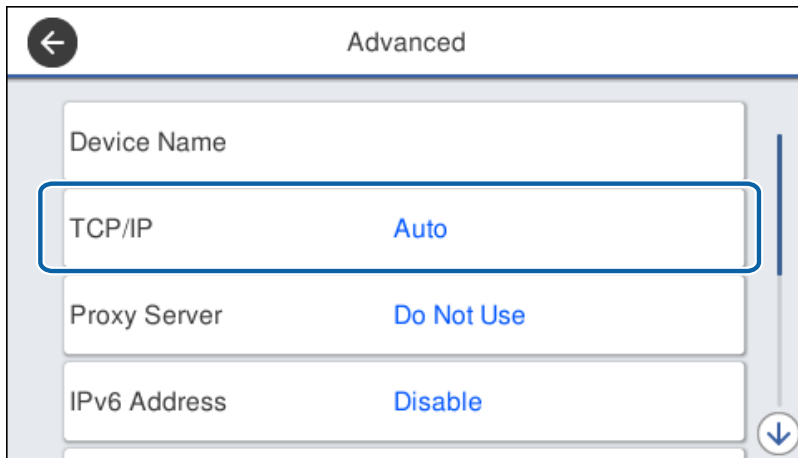 Advanced
Device Name
TCP/IP Auto
Proxy Server Do Not Use
IPv6 Address Disable